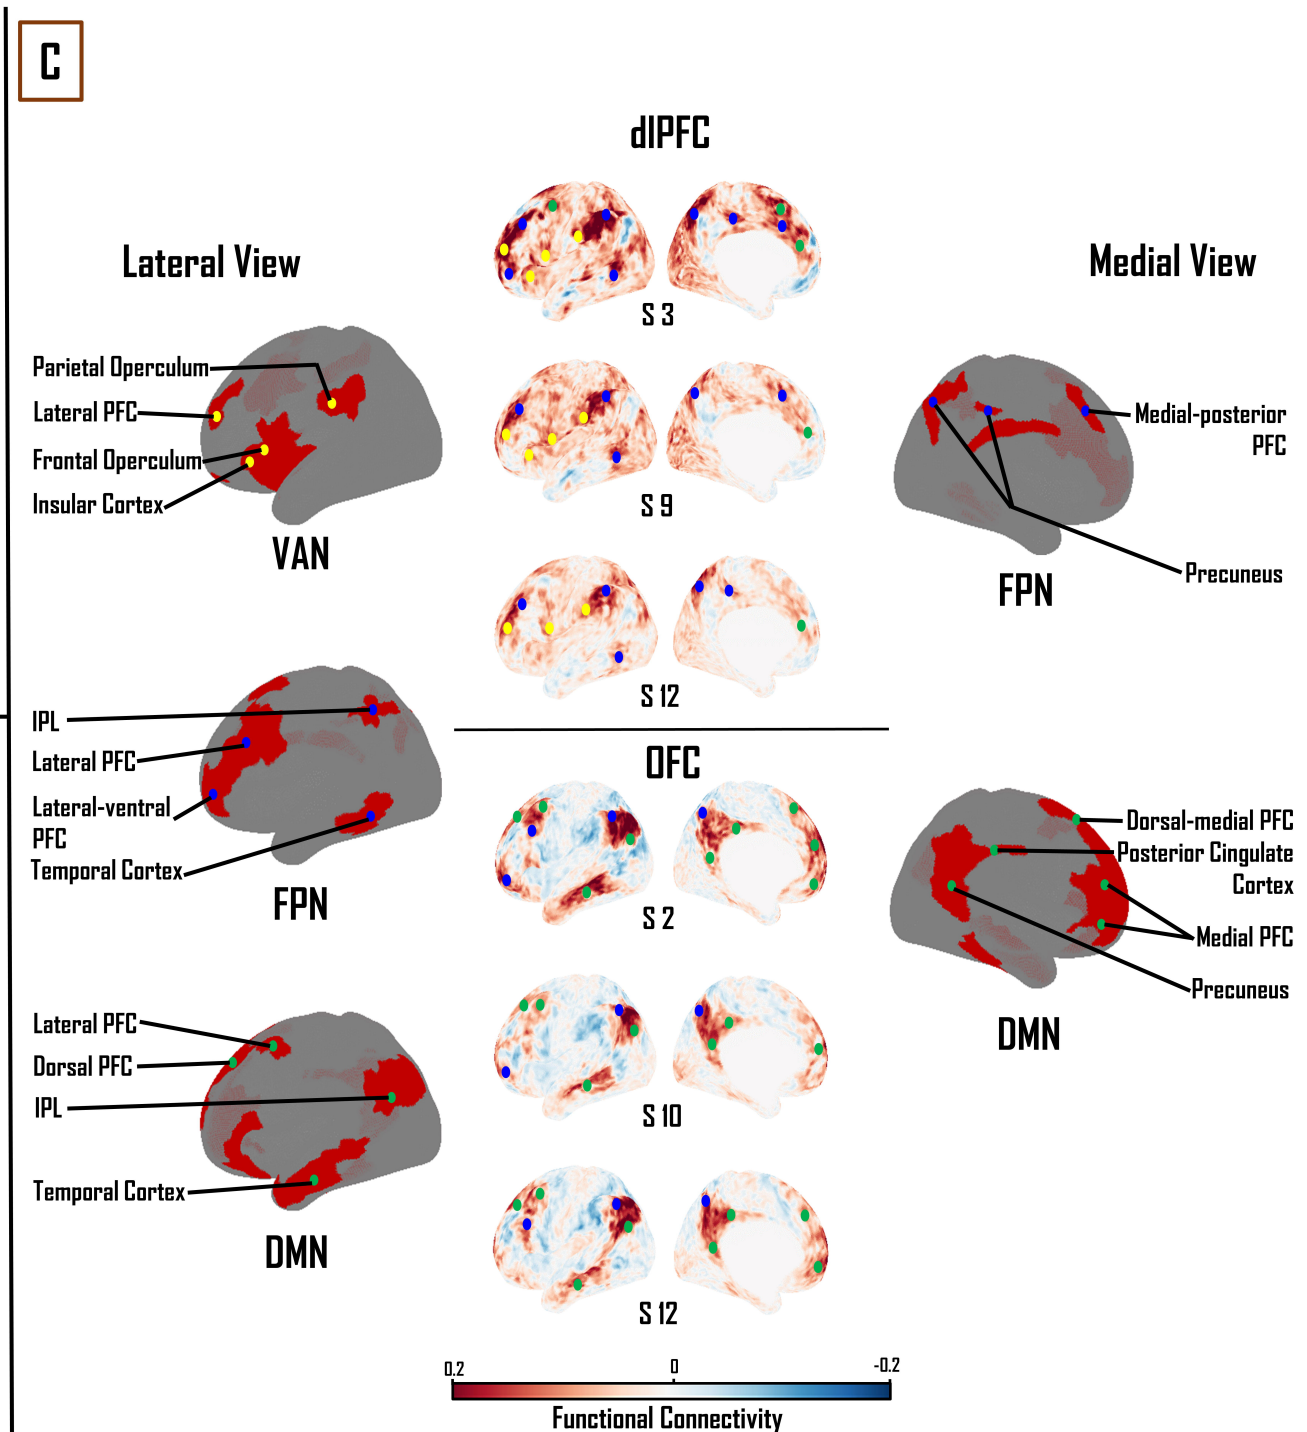 C
dlPFC
Lateral View
Medial View
S 3
Parietal Operculum
Lateral PFC
Frontal Operculum
Insular Cortex
VAN
S 9
Medial-posterior
PFC
Precuneus
FPN
S 12
IPL
Lateral PFC
Lateral-ventral
PFC
Temporal Cortex
FPN
OFC
S 2
Dorsal-medial PFC
Posterior Cingulate
Cortex
Medial PFC
Precuneus
DMN
Lateral PFC
Dorsal PFC
IPL
Temporal Cortex
DMN
S 10
S 12
0.2
0
-0.2
Functional Connectivity